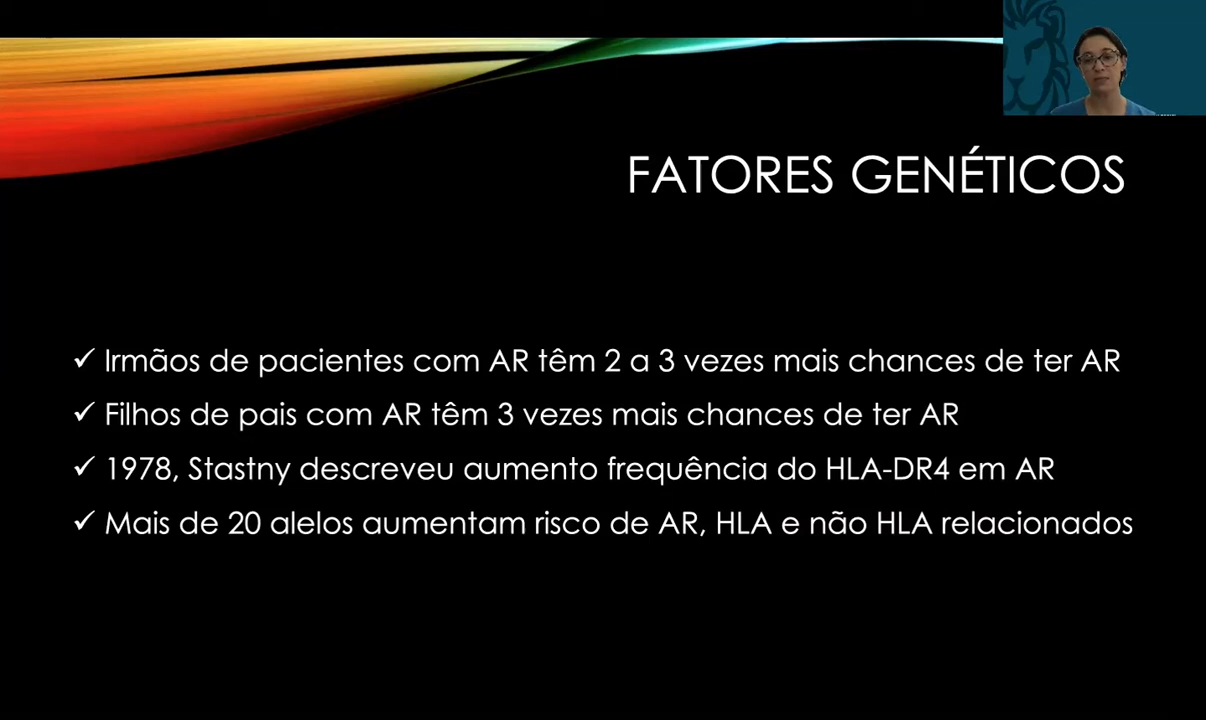 FATORES GENÉTICOS
✓ Irmãos de pacientes com AR têm 2 a 3 vezes mais chances de ter AR
✓ Filhos de pais com AR têm 3 vezes mais chances de ter AR
✓ 1978, Stastny descreveu aumento frequência do HLA-DR4 em AR
✓ Mais de 20 alelos aumentam risco de AR, HLA e não HLA relacionados